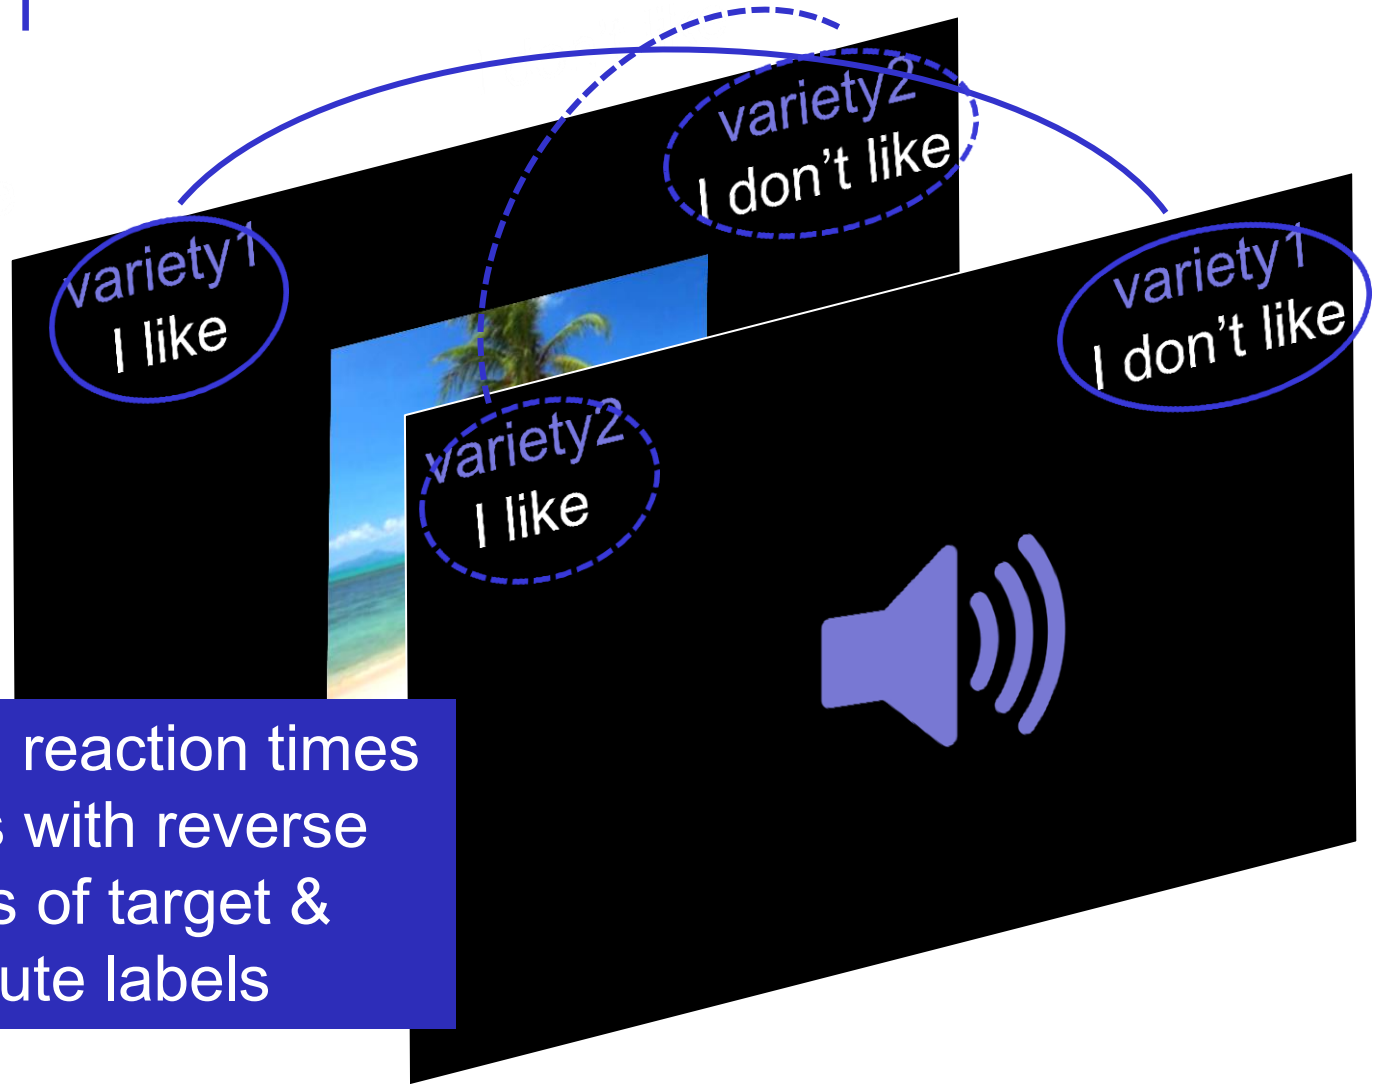 variety2
I don't like
variety1
I like
variety1
I don't like
variety2
I like
reaction times
s with reverse
s of target &
ute labels